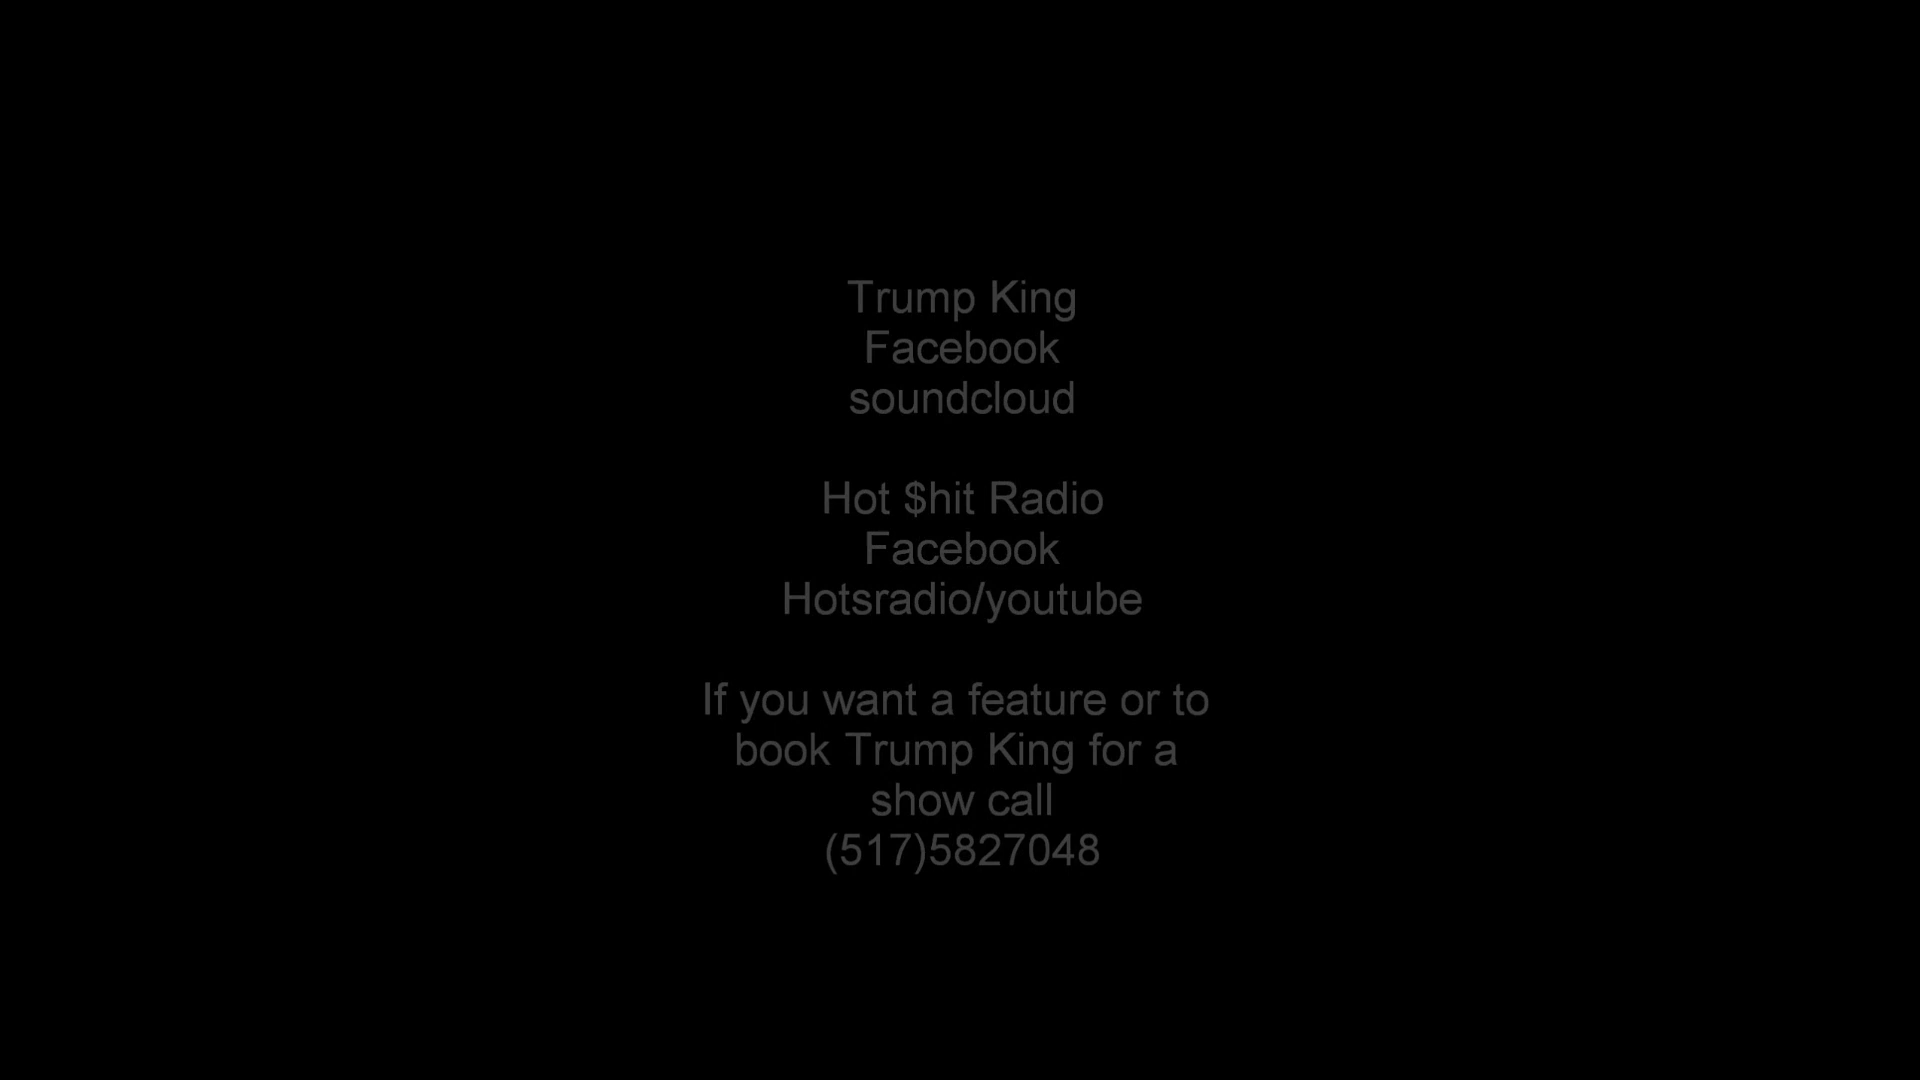 Trump King
Facebook
soundcloud
Hot $hit Radio
Facebook
Hotsradio/youtube
If you want a feature or to
book Trump King for a
show call
(517)5827048